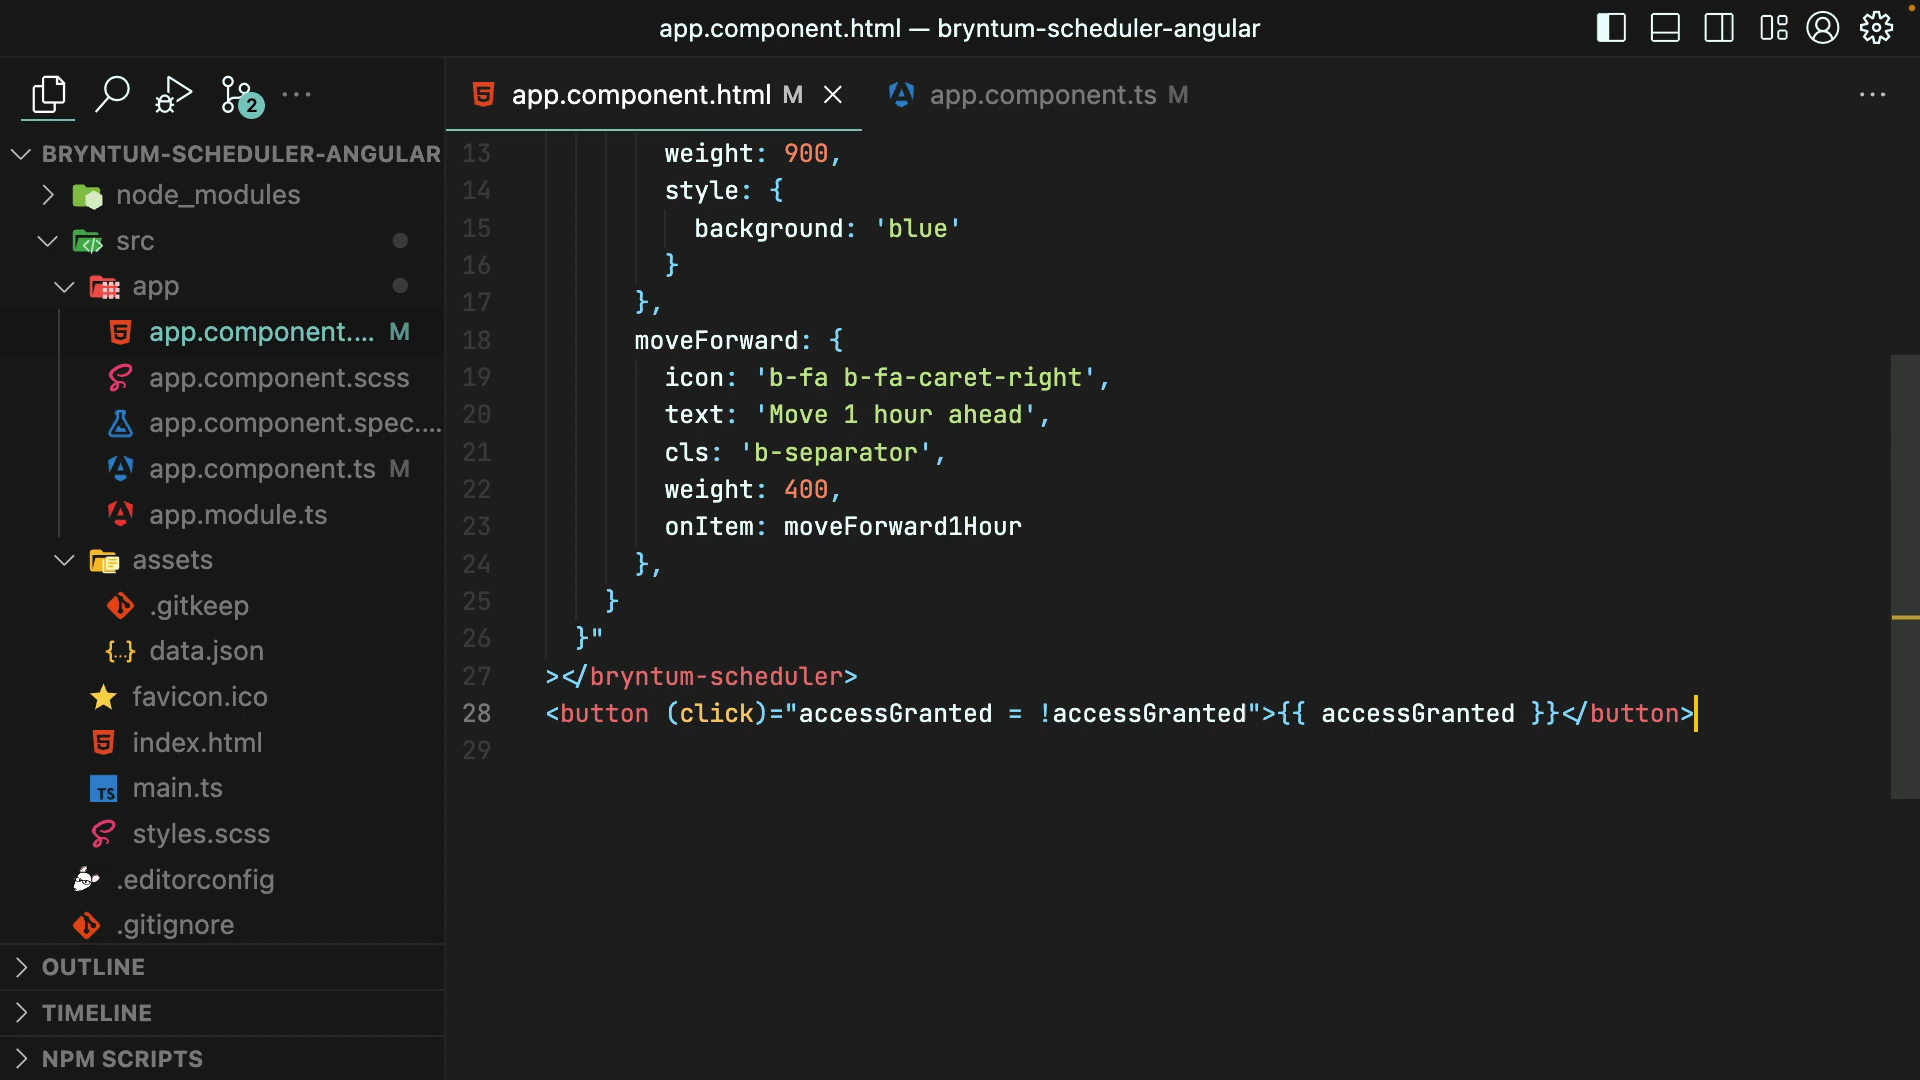 app.component.html — bryntum-scheduler-angular
2
app.component.html M
app.component.ts M
BRYNTUM-SCHEDULER-ANGULAR
node_modules
src
app
app.component.... M
app.component.scss
app.component.spec....
app.component.ts M
app.module.ts
assets
.gitkeep
data.json
favicon.ico
index.html
main.ts
styles.scss
.editorconfig
.gitignore
OUTLINE
TIMELINE
NPM SCRIPTS
13 weight: 900,
14 style: {
15 background: 'blue'
16 }
17 },
18 moveForward: {
19 icon: 'b-fa b-fa-caret-right',
20 text: 'Move 1 hour ahead',
21 cls: 'b-separator',
22 weight: 400,
23 onItem: moveForward1Hour
24 },
25 }
26 }"
27 ></bryntum-scheduler>
28 <button (click)="accessGranted = !accessGranted">{{ accessGranted }}</button>
29